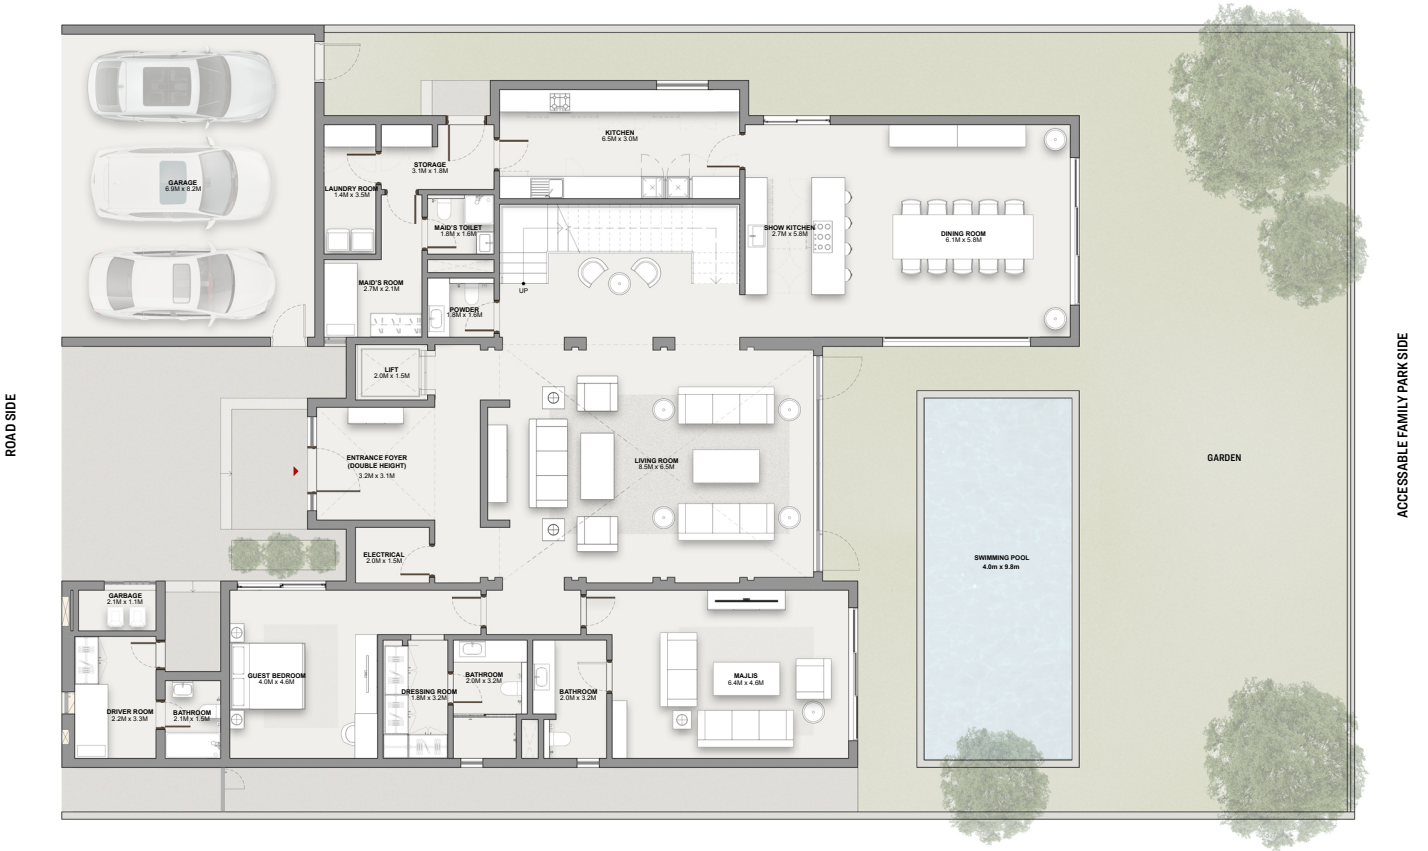 KITCHEN
6.5M x 3.0M
STORAGE
3.1M x 1.8M
GARAGE
6.9M x 8.2M
LAUNDRY ROOM
1.4M x 3.5M
MAID'S TOILET
1.8M x 1.6M
SHOW KITCHEN
2.7M x 5.8M
DINING ROOM
6.1M x 5.8M
MAID'S ROOM
2.7M x 2.1M
UP
POWDER
1.8M x 1.6M
LIFT
2.0M x 1.5M
ROAD SIDE
ACCESSABLE FAMILY PARK SIDE
ENTRANCE FOYER
(DOUBLE HEIGHT)
3.2M x 3.1M
LIVING ROOM
8.5M x 6.5M
GARDEN
ELECTRICAL
2.0M x 1.5M
SWIMMING POOL
4.0m x 9.8m
GARBAGE
2.1M x 1.1M
GUEST BEDROOM
4.0M x 4.6M
BATHROOM
2.0M x 3.2M
MAJLIS
6.4M x 4.6M
DRESSING ROOM
1.8M x 3.2M
BATHROOM
2.0M x 3.2M
DRIVER ROOM
2.2M x 3.3M
BATHROOM
2.1M x 1.5M